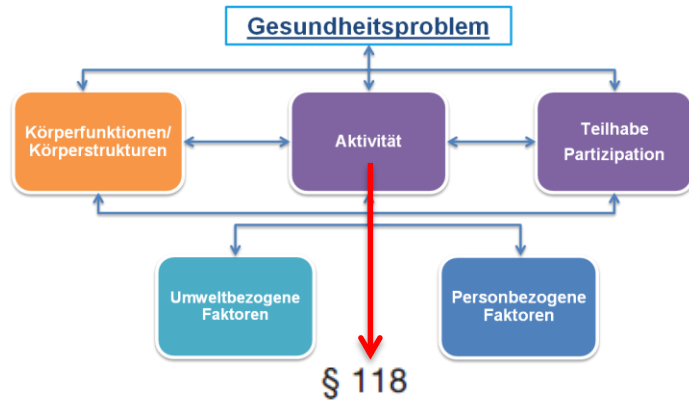 Gesundheitsproblem
Körperfunktionen/
Körperstrukturen
Aktivität
Teilhabe
Partizipation
Umweltbezogene
Faktoren
Personbezogene
Faktoren
§ 118